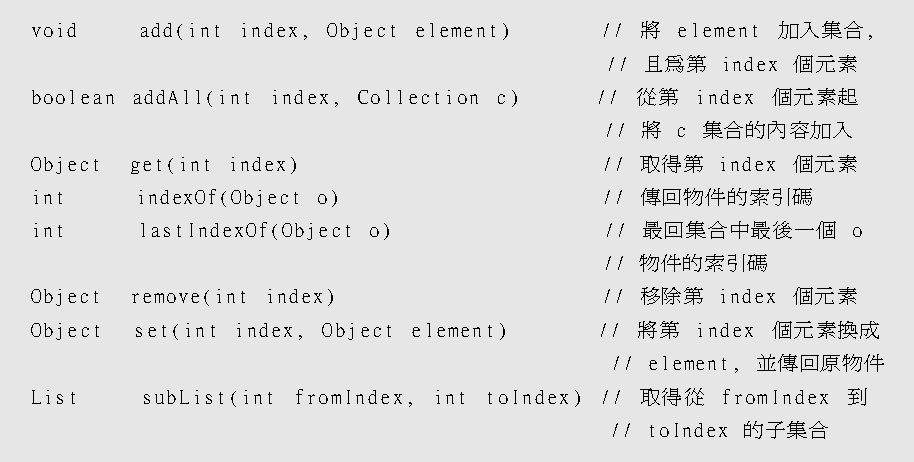 void add(int index, Object element) // 將 element 加入集合,
// 且為第 index 個元素
boolean addAll(int index, Collection c) // 從第 index 個元素起
// 將 c 集合的內容加入
Object get(int index) // 取得第 index 個元素
int indexOf(Object o) // 傳回物件的索引碼
int lastIndexOf(Object o) // 最回集合中最後一個 o
// 物件的索引碼
Object remove(int index) // 移除第 index 個元素
Object set(int index, Object element) // 將第 index 個元素換成
// element, 並傳回原物件
List subList(int fromIndex, int toIndex) // 取得從 fromIndex 到
// toIndex 的子集合